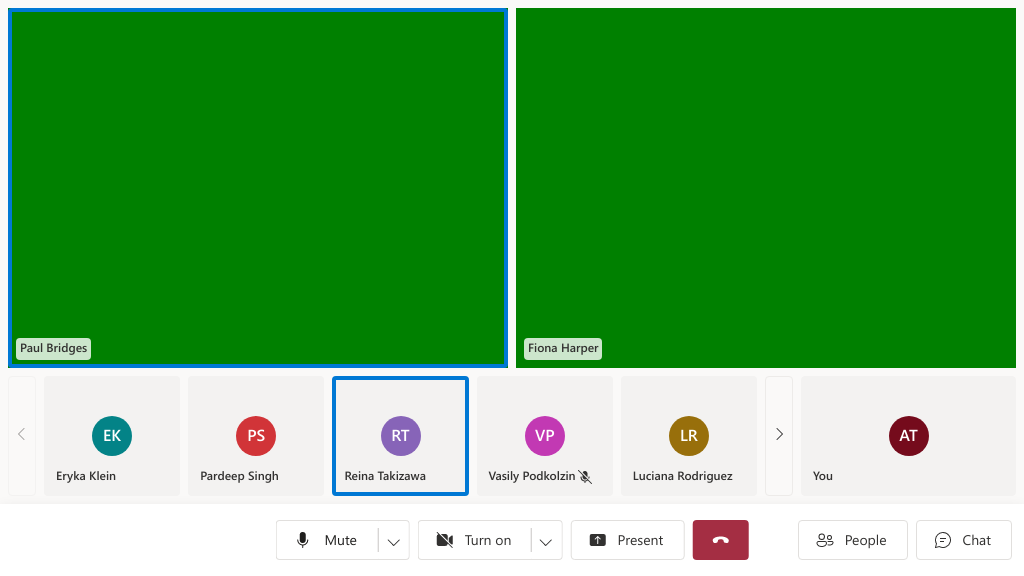 Paul Bridges
Fiona Harper
EK
Eryka Klein
PS
Pardeep Singh
RT
Reina Takizawa
VP
Vasily Podkolzin
LR
Luciana Rodriguez
AT
You
Mute
Turn on
Present
People
Chat